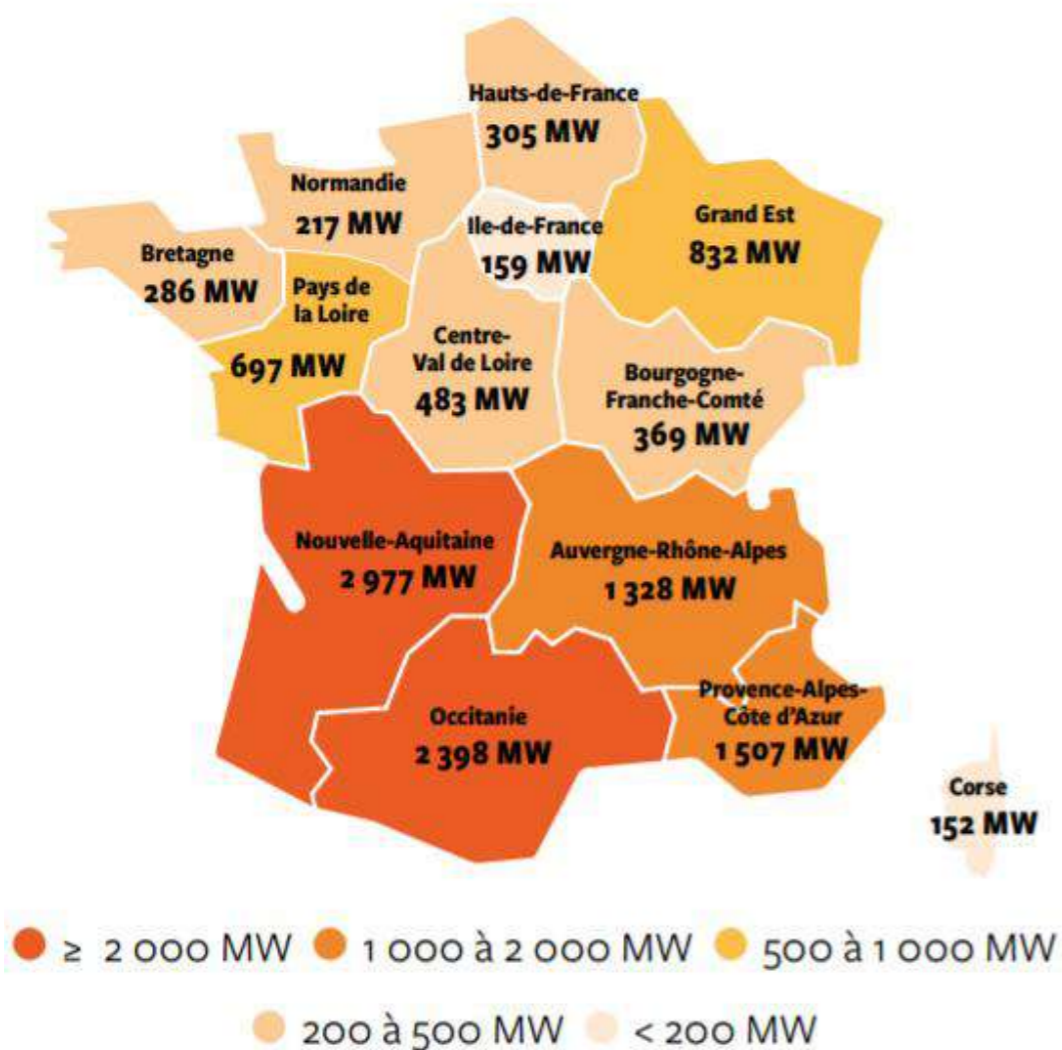 Hauts-de-France
305 MW
Normandie
217 MW
Ile-de-France
159 MW
Grand Est
832 MW
Bretagne
286 MW
Pays de
la Loire
697 MW
Centre-
Val de Loire
483 MW
Bourgogne-
Franche-Comté
369 MW
Nouvelle-Aquitaine
2 977 MW
Auvergne-Rhône-Alpes
1 328 MW
Occitanie
2 398 MW
Provence-Alpes-
Côte d'Azur
1 507 MW
Corse
152 MW
≥ 2 000 MW
1 000 à 2 000 MW
500 à 1 000 MW
200 à 500 MW
< 200 MW